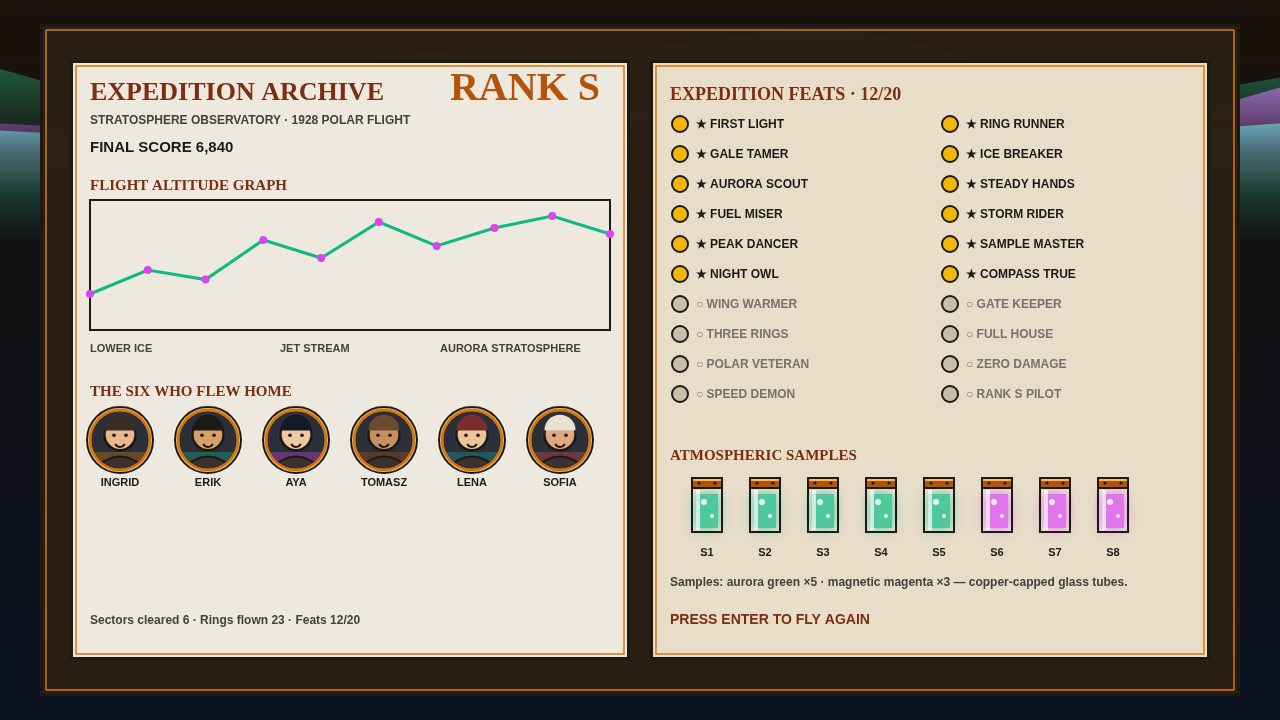 EXPEDITION ARCHIVE
RANK S
STRATOSPHERE OBSERVATORY · 1928 POLAR FLIGHT
FINAL SCORE 6,840
FLIGHT ALTITUDE GRAPH
LOWER ICE
JET STREAM
AURORA STRATOSPHERE
THE SIX WHO FLEW HOME
INGRID
ERIK
AYA
TOMASZ
LENA
SOFIA
Sectors cleared 6 · Rings flown 23 · Feats 12/20
EXPEDITION FEATS · 12/20
★ FIRST LIGHT
★ GALE TAMER
★ AURORA SCOUT
★ FUEL MISER
★ PEAK DANCER
★ NIGHT OWL
○ WING WARMER
○ THREE RINGS
○ POLAR VETERAN
○ SPEED DEMON
★ RING RUNNER
★ ICE BREAKER
★ STEADY HANDS
★ STORM RIDER
★ SAMPLE MASTER
★ COMPASS TRUE
○ GATE KEEPER
○ FULL HOUSE
○ ZERO DAMAGE
○ RANK S PILOT
ATMOSPHERIC SAMPLES
S1
S2
S3
S4
S5
S6
S7
S8
Samples: aurora green ×5 · magnetic magenta ×3 — copper-capped glass tubes.
PRESS ENTER TO FLY AGAIN